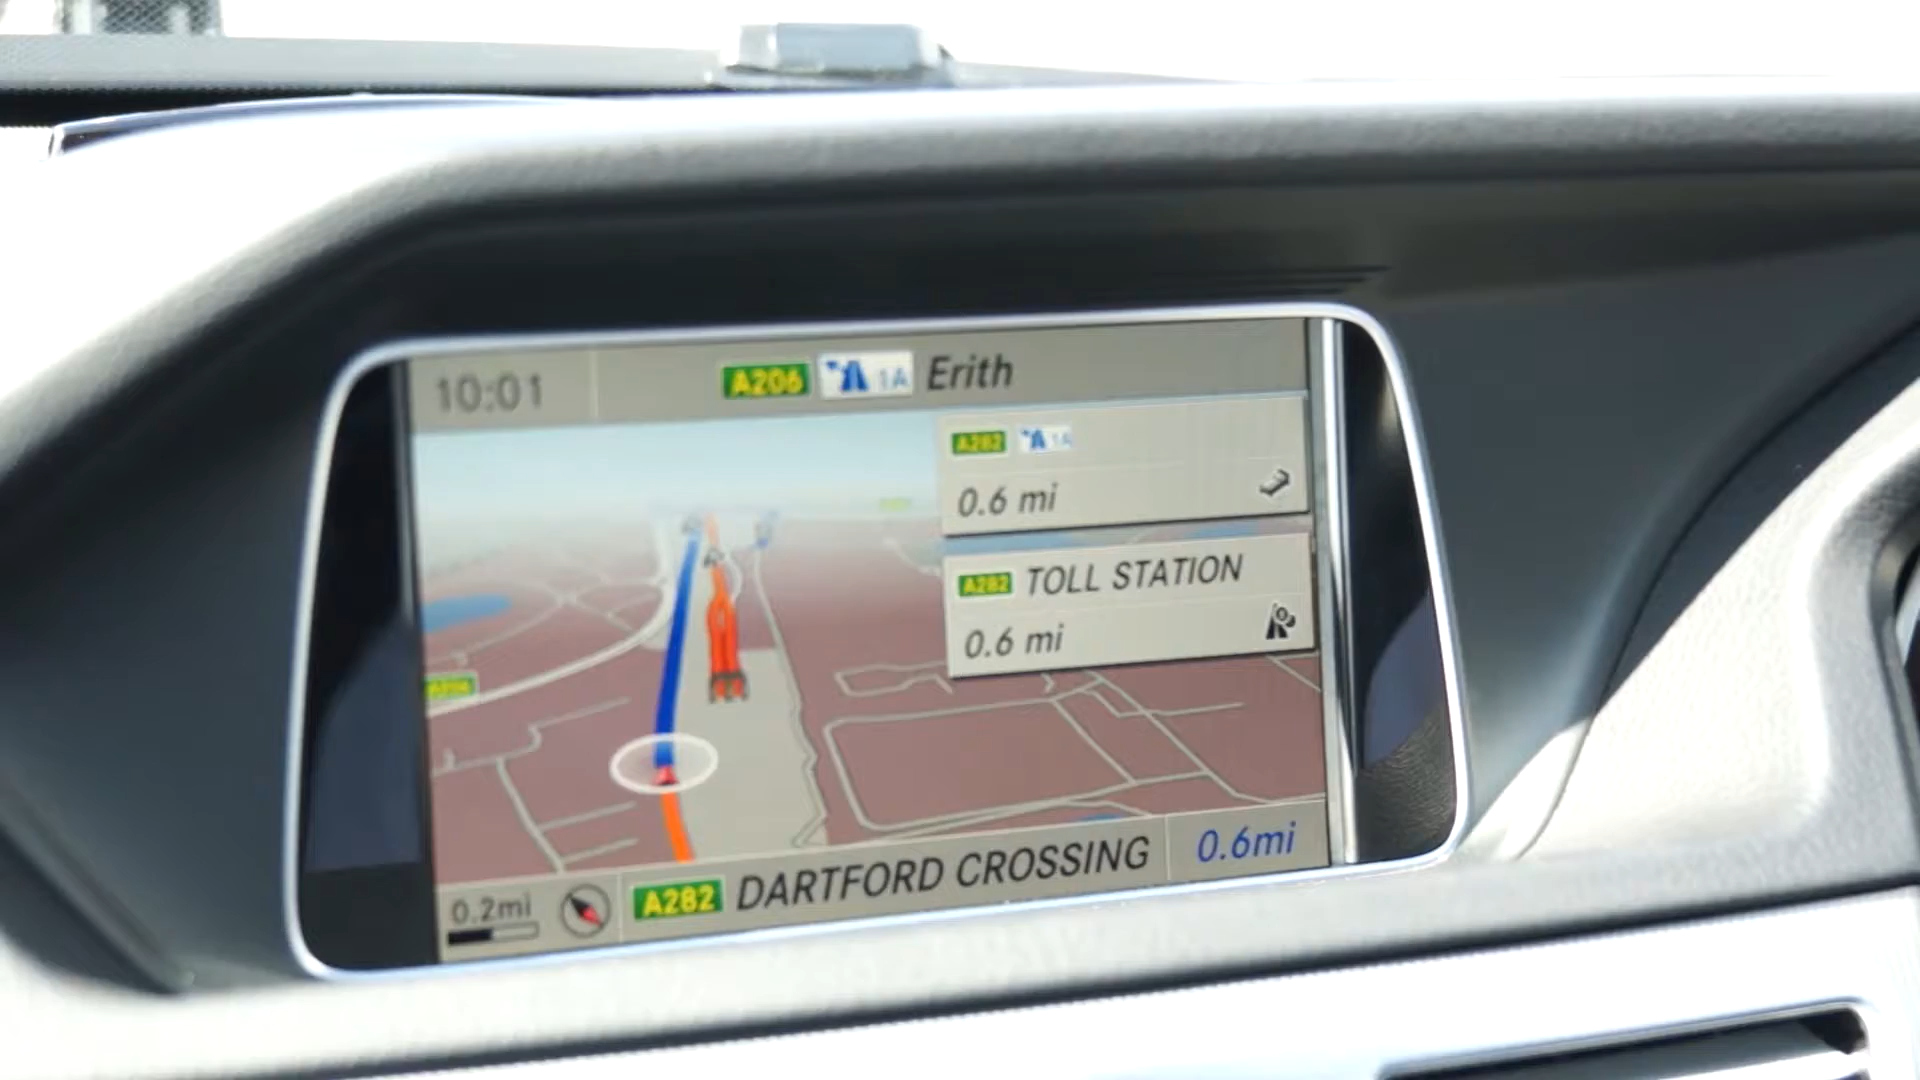 10:01 A206 1A Erith
A282 1A
0.6 mi
A282 TOLL STATION
0.6 mi
0.2mi A282 DARTFORD CROSSING 0.6mi